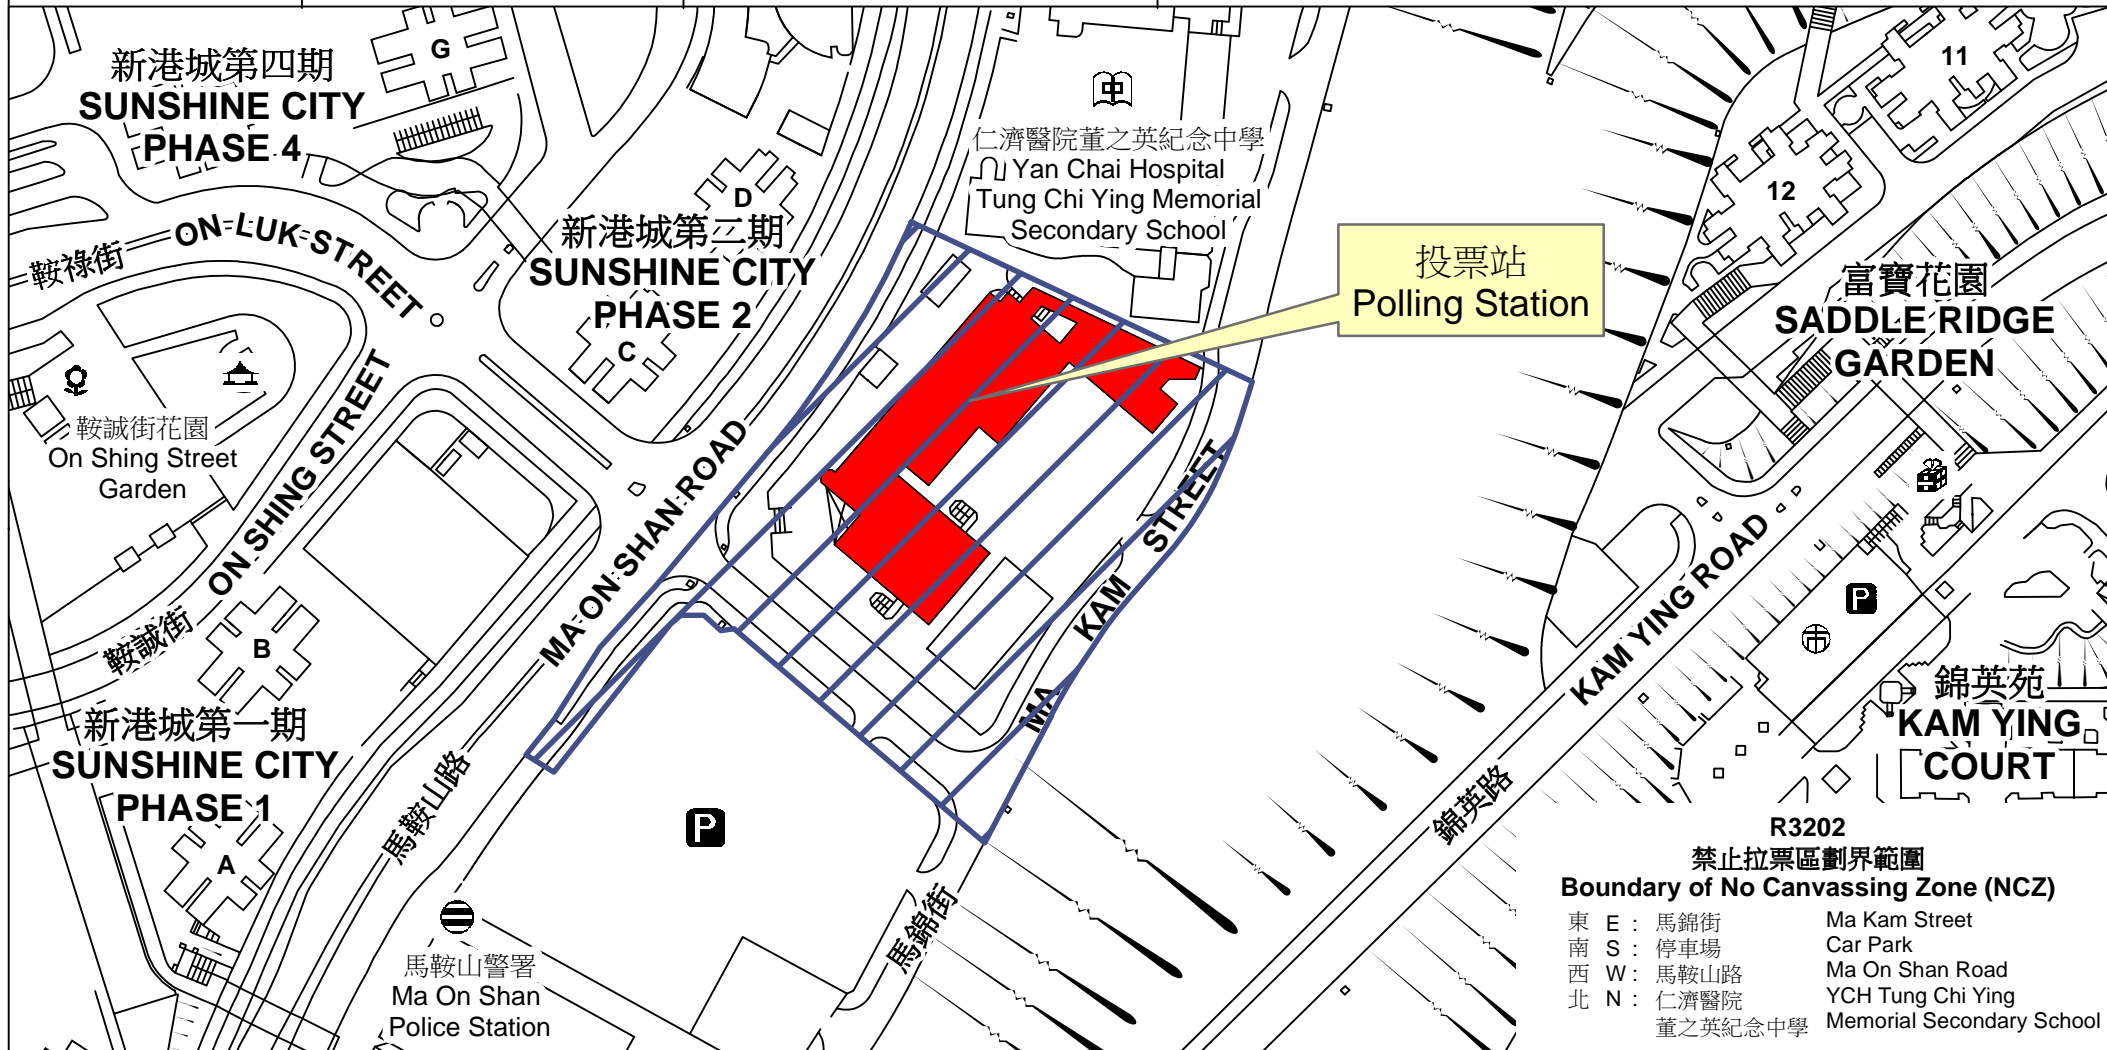 新港城第四期
SUNSHINE CITY
PHASE 4
G
仁濟醫院董之英紀念中學
Yan Chai Hospital
Tung Chi Ying Memorial
Secondary School
11
12
D
新港城第二期
SUNSHINE CITY
PHASE 2
C
鞍祿街
ON LUK STREET
投票站
Polling Station
富寶花園
SADDLE RIDGE
GARDEN
鞍誠街花園
On Shing Street
Garden
鞍誠街
ON SHING STREET
B
新港城第一期
SUNSHINE CITY
PHASE 1
A
MA ON SHAN ROAD
馬鞍山路
MA KAM STREET
馬錦街
KAM YING ROAD
錦英路
P
P
錦英苑
KAM YING
COURT
馬鞍山警署
Ma On Shan
Police Station
R3202
禁止拉票區劃界範圍
Boundary of No Canvassing Zone (NCZ)
東 E : 馬錦街 Ma Kam Street
南 S : 停車場 Car Park
西 W : 馬鞍山路 Ma On Shan Road
北 N : 仁濟醫院 YCH Tung Chi Ying
董之英紀念中學 Memorial Secondary School